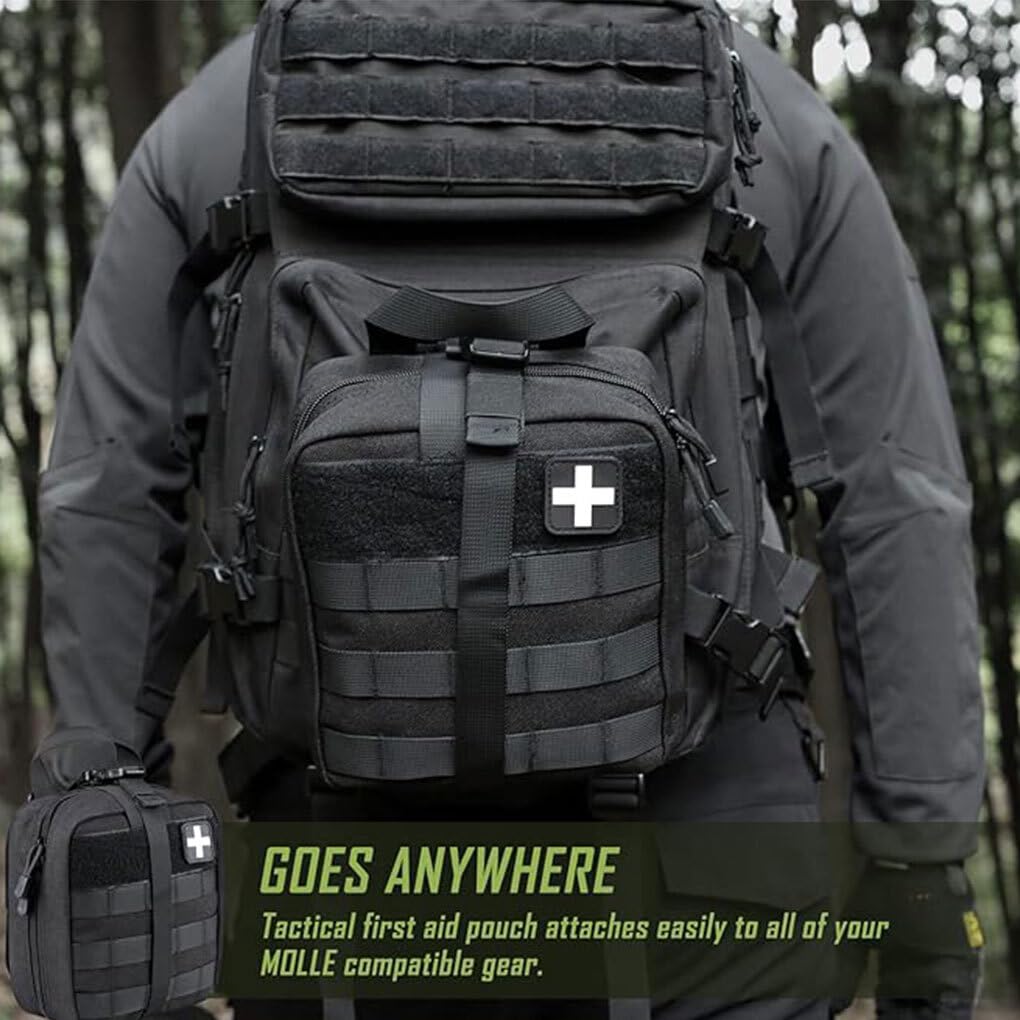 GOES ANYWHERE
Tactical first aid pouch attaches easily to all of your
MOLLE compatible gear.